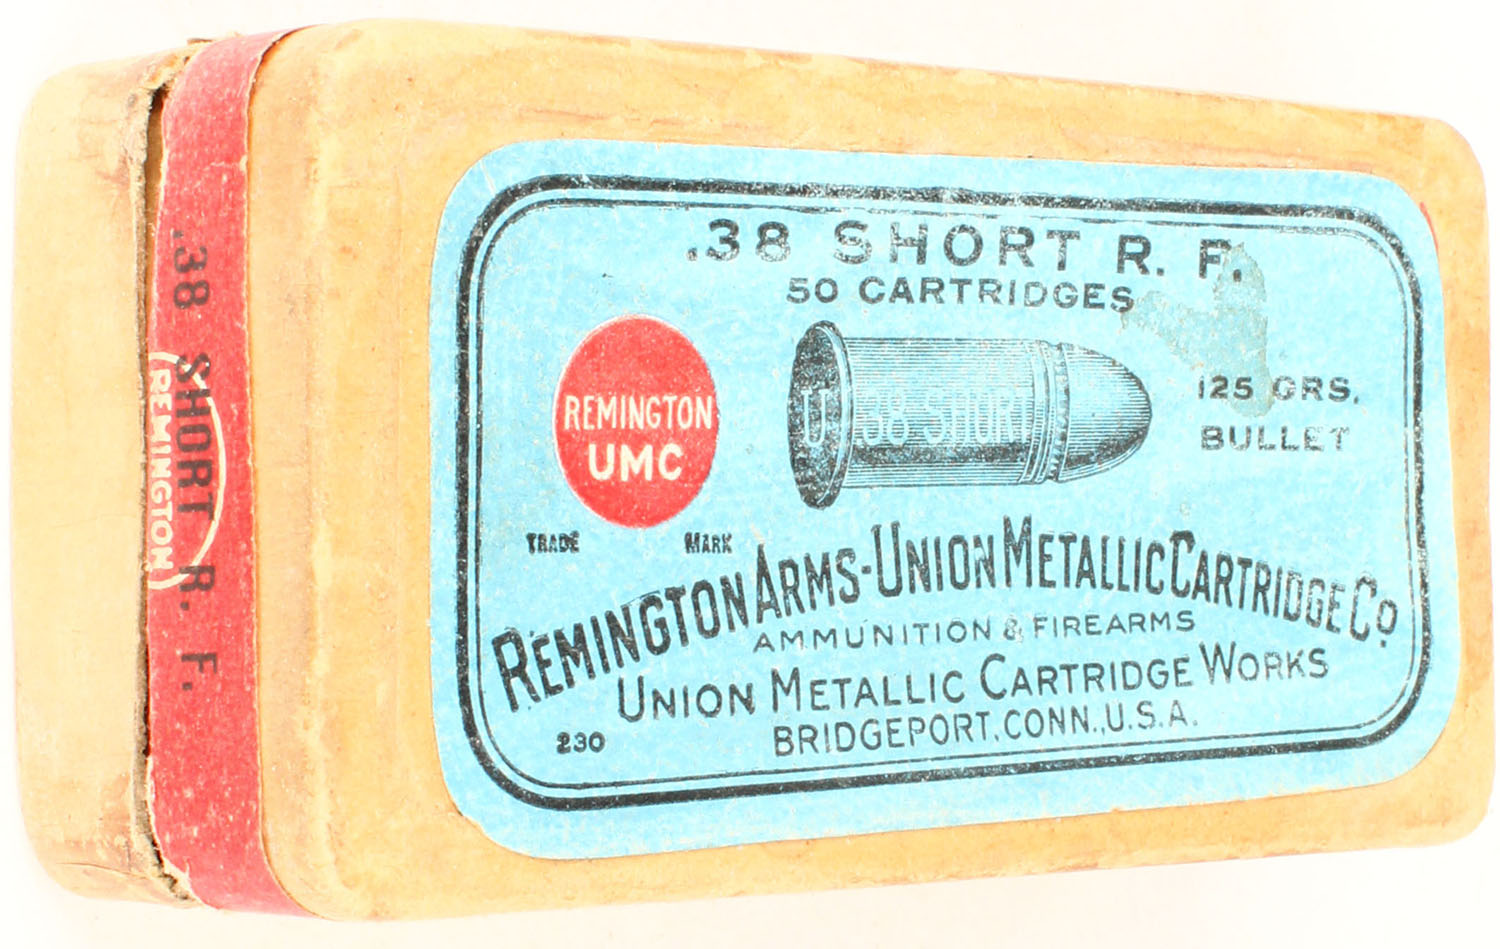 .38 SHORT R. F.
REMINGTON
.38 SHORT R. F.
50 CARTRIDGES
REMINGTON
UMC
U 38 SHORT
125 GRS.
BULLET
TRADE MARK
REMINGTON ARMS-UNION METALLIC CARTRIDGE CO
AMMUNITION & FIREARMS
UNION METALLIC CARTRIDGE WORKS
BRIDGEPORT, CONN., U.S.A.
230